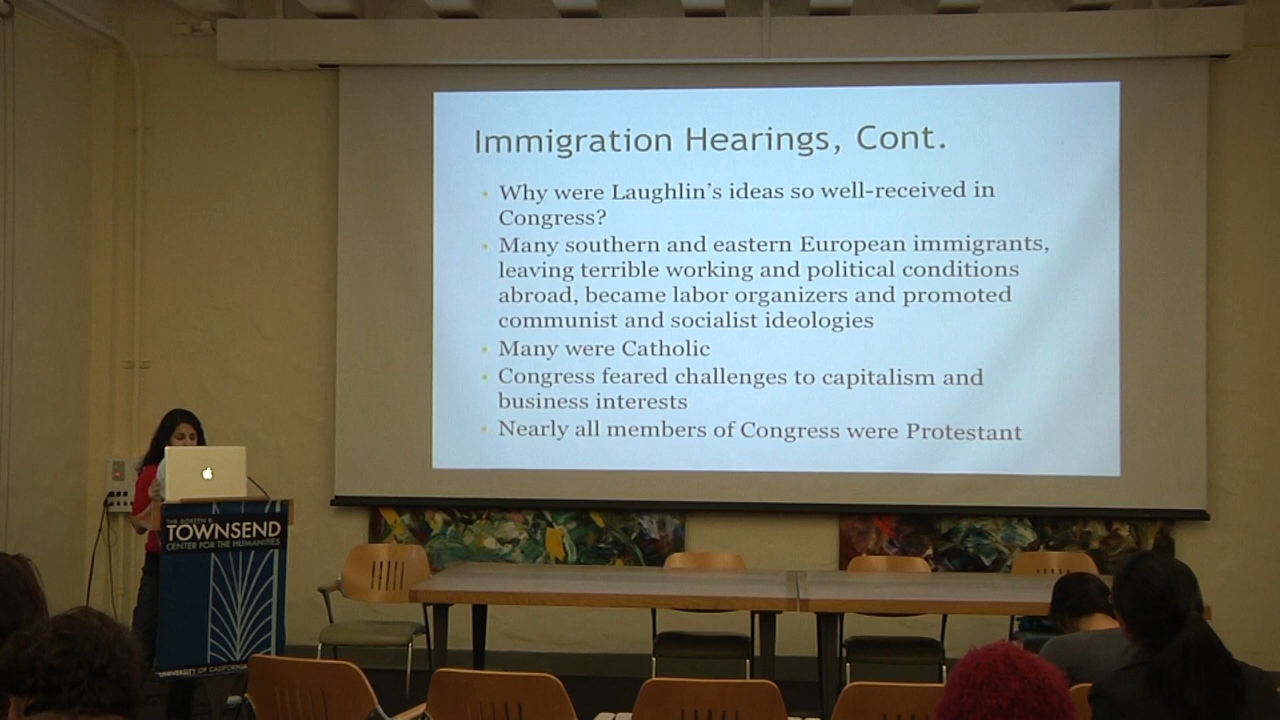 Immigration Hearings, Cont.
• Why were Laughlin's ideas so well-received in
Congress?
• Many southern and eastern European immigrants,
leaving terrible working and political conditions
abroad, became labor organizers and promoted
communist and socialist ideologies
• Many were Catholic
• Congress feared challenges to capitalism and
business interests
• Nearly all members of Congress were Protestant
THE DOREEN B.
TOWNSEND
CENTER FOR THE HUMANITIES
UNIVERSITY OF CALIFORNIA